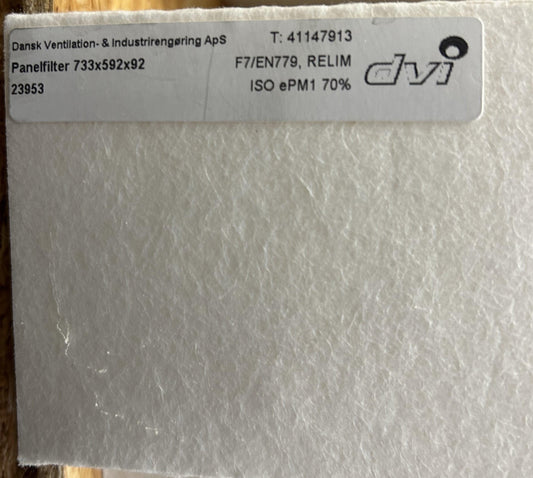 Dansk Ventilation- & Industrirengøring ApS
Panelfilter 733x592x92
23953
T: 41147913
F7/EN779, RELIM
ISO ePM1 70%
dvi